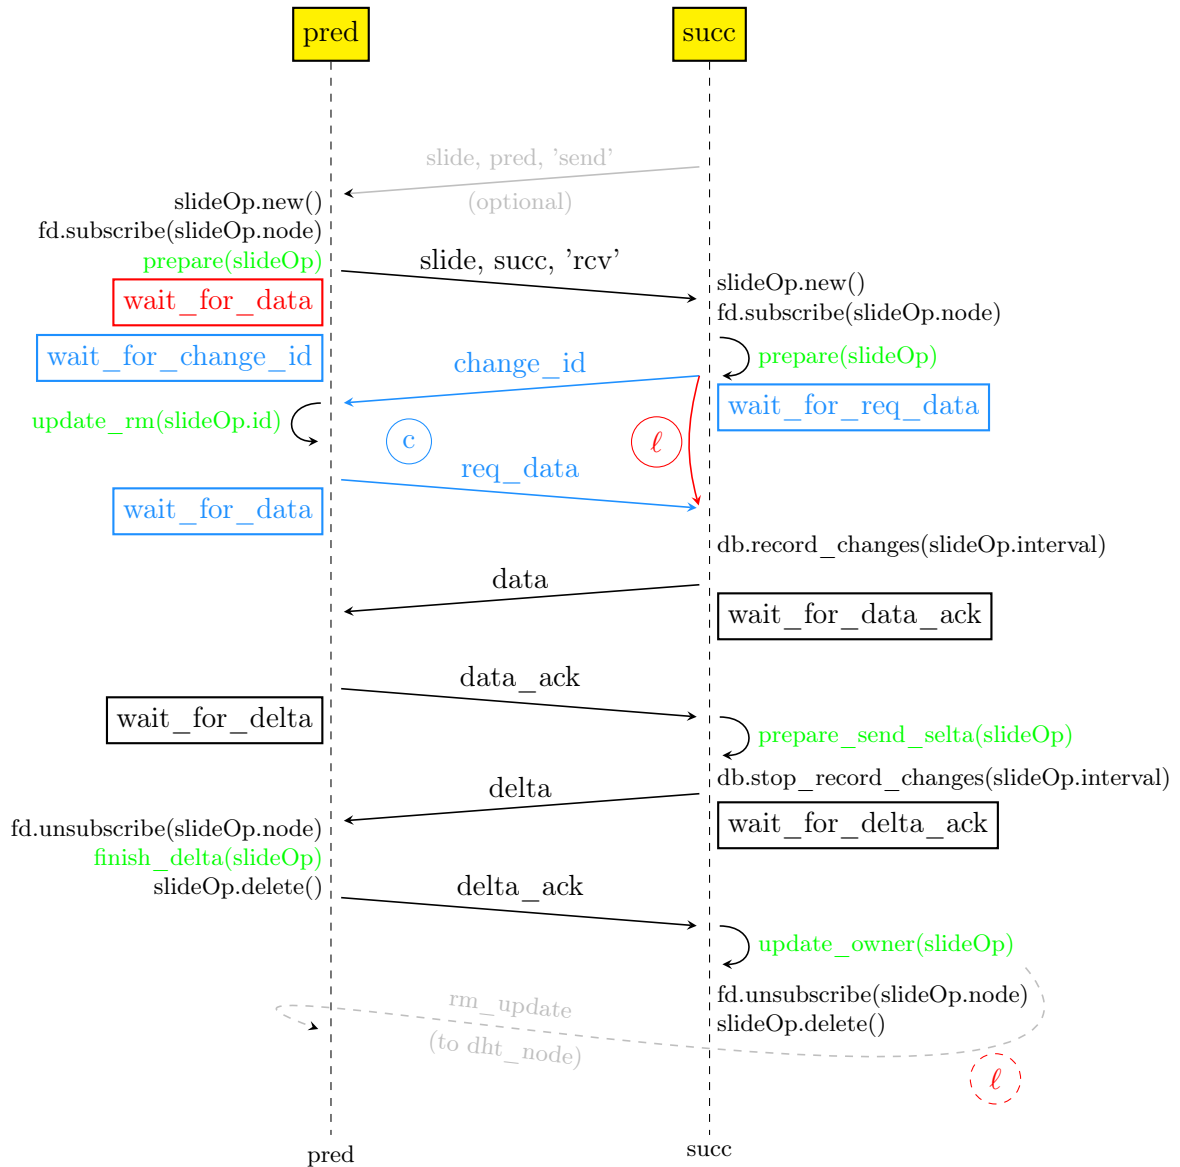 pred
succ
slide, pred, 'send'
(optional)
slideOp.new()
fd.subscribe(slideOp.node)
prepare(slideOp)
slide, succ, 'rcv'
wait_for_data
slideOp.new()
fd.subscribe(slideOp.node)
wait_for_change_id
change_id
prepare(slideOp)
wait_for_req_data
update_rm(slideOp.id)
c
ℓ
req_data
wait_for_data
db.record_changes(slideOp.interval)
data
wait_for_data_ack
data_ack
wait_for_delta
prepare_send_selta(slideOp)
db.stop_record_changes(slideOp.interval)
delta
wait_for_delta_ack
fd.unsubscribe(slideOp.node)
finish_delta(slideOp)
slideOp.delete()
delta_ack
update_owner(slideOp)
fd.unsubscribe(slideOp.node)
slideOp.delete()
rm_update
(to dht_node)
ℓ
pred
succ